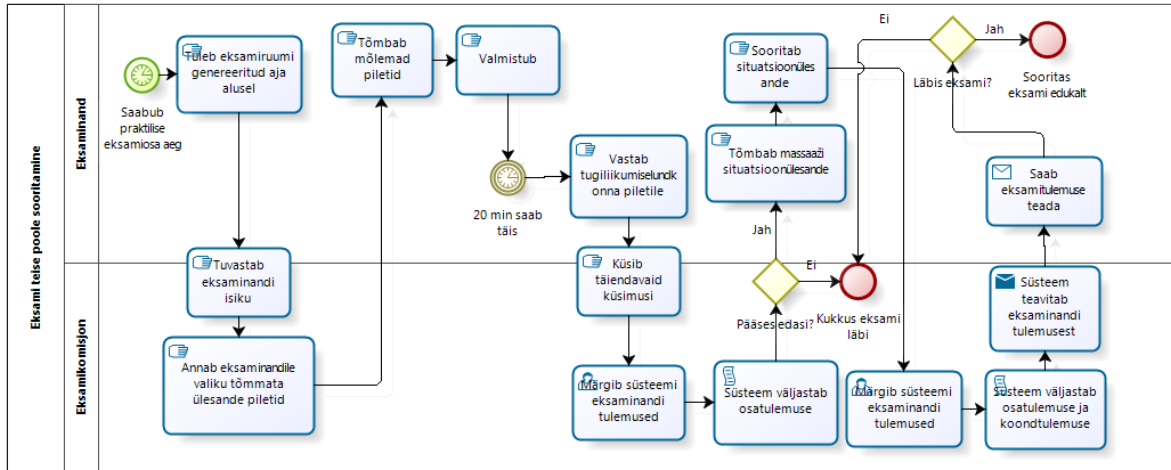 Eksami teise poole sooritamine
Eksaminand
Eksamikomisjon
Saabub
praktilise
eksamiosa aeg
Tuleb eksamiruumi
genereeritud aja
alusel
Tuvastab
eksaminandi
isiku
Annab eksaminandile
valiku tõmmata
ülesande piletid
Tõmbab
mõlemad
piletid
Valmistub
20 min saab
täis
Vastab
tugiliikumiselundk
onna piletile
Küsib
täiendavaid
küsimusi
Märgib süsteemi
eksaminandi
tulemused
Süsteem väljastab
osatulemuse
Pääses edasi?
Jah
Ei
Kukkus eksami
läbi
Tõmbab massaaži
situatsioonülesande
Sooritab
situatsioonüles
ande
Märgib süsteemi
eksaminandi
tulemused
Süsteem väljastab
osatulemuse ja
koondtulemuse
Süsteem
teavitab
eksaminandi
tulemusest
Saab
eksamitulemuse
teada
Läbis eksami?
Ei
Jah
Sooritas
eksami edukalt